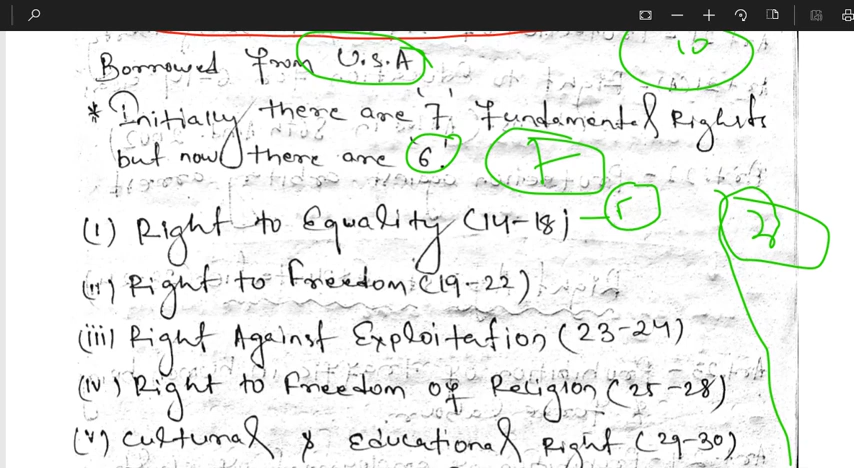 Borrowed from U.S.A
10
* Initially there are '7' Fundamental Rights
but now there are '6'.
(i) Right to Equality (14-18)
(ii) Right to Freedom (19-22)
(iii) Right Against Exploitation (23-24)
(iv) Right to Freedom of Religion (25-28)
(v) Cultural & Educational Right (29-30)